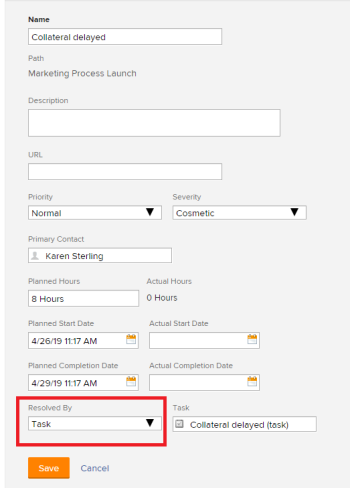 Name
Collateral delayed
Path
Marketing Process Launch
Description
URL
Priority Severity
Normal Cosmetic
Primary Contact
Karen Sterling
Planned Hours Actual Hours
8 Hours 0 Hours
Planned Start Date Actual Start Date
4/26/19 11:17 AM
Planned Completion Date Actual Completion Date
4/29/19 11:17 AM
Resolved By Task
Task Collateral delayed (task)
Save Cancel